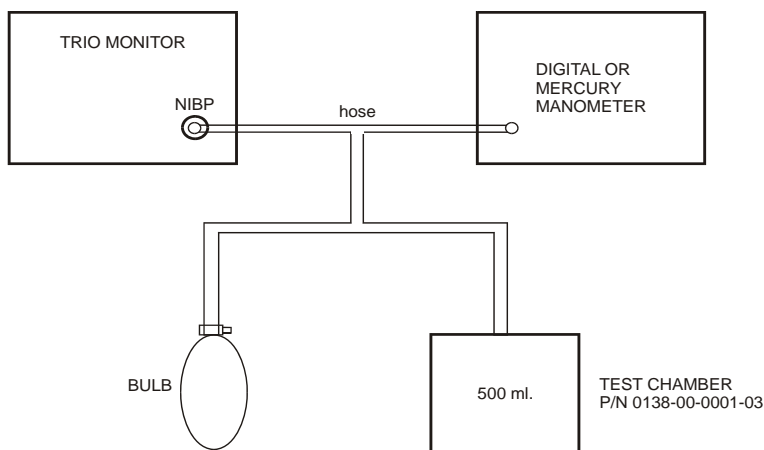 TRIO MONITOR
NIBP
hose
DIGITAL OR
MERCURY
MANOMETER
BULB
500 ml.
TEST CHAMBER
P/N 0138-00-0001-03